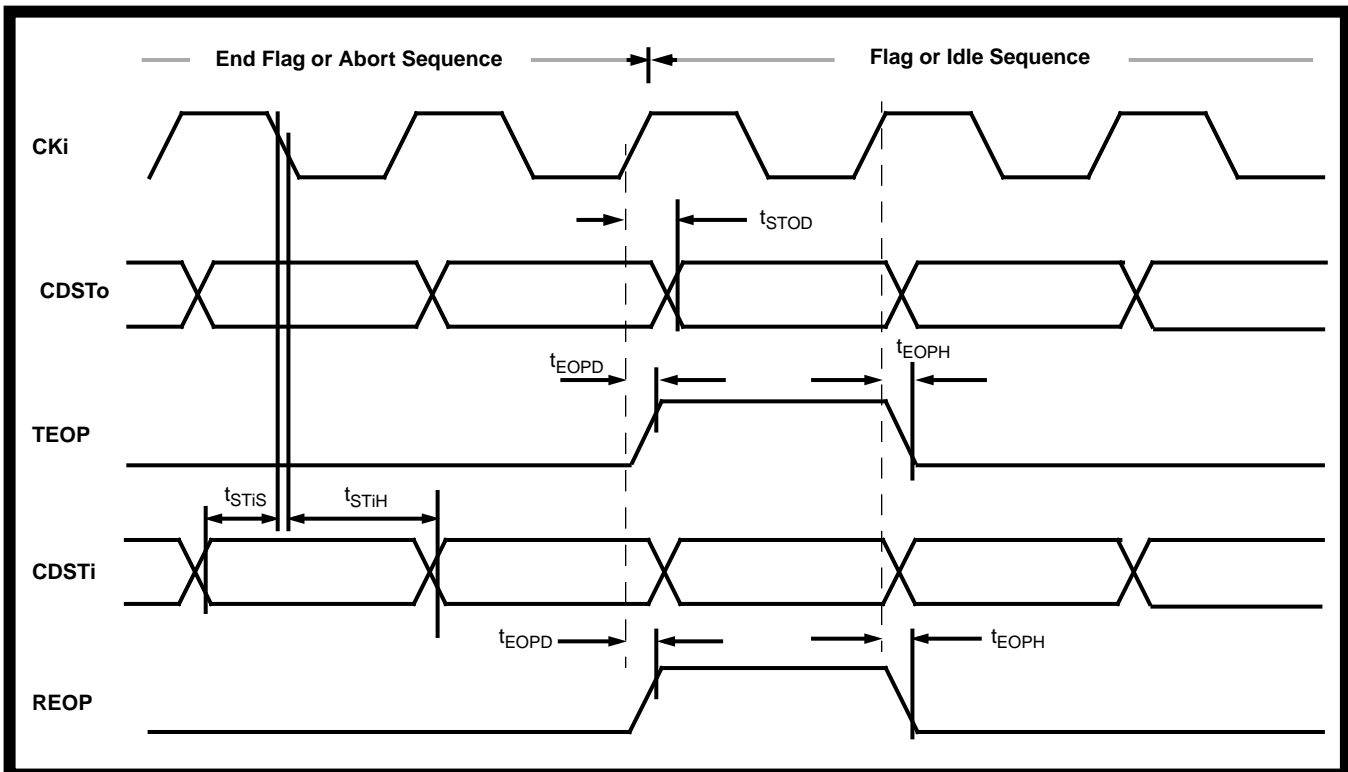 End Flag or Abort Sequence
Flag or Idle Sequence
CKi
tSTOD
CDSTo
tEOPD
tEOPH
TEOP
tSTiS
tSTiH
CDSTi
tEOPD
tEOPH
REOP